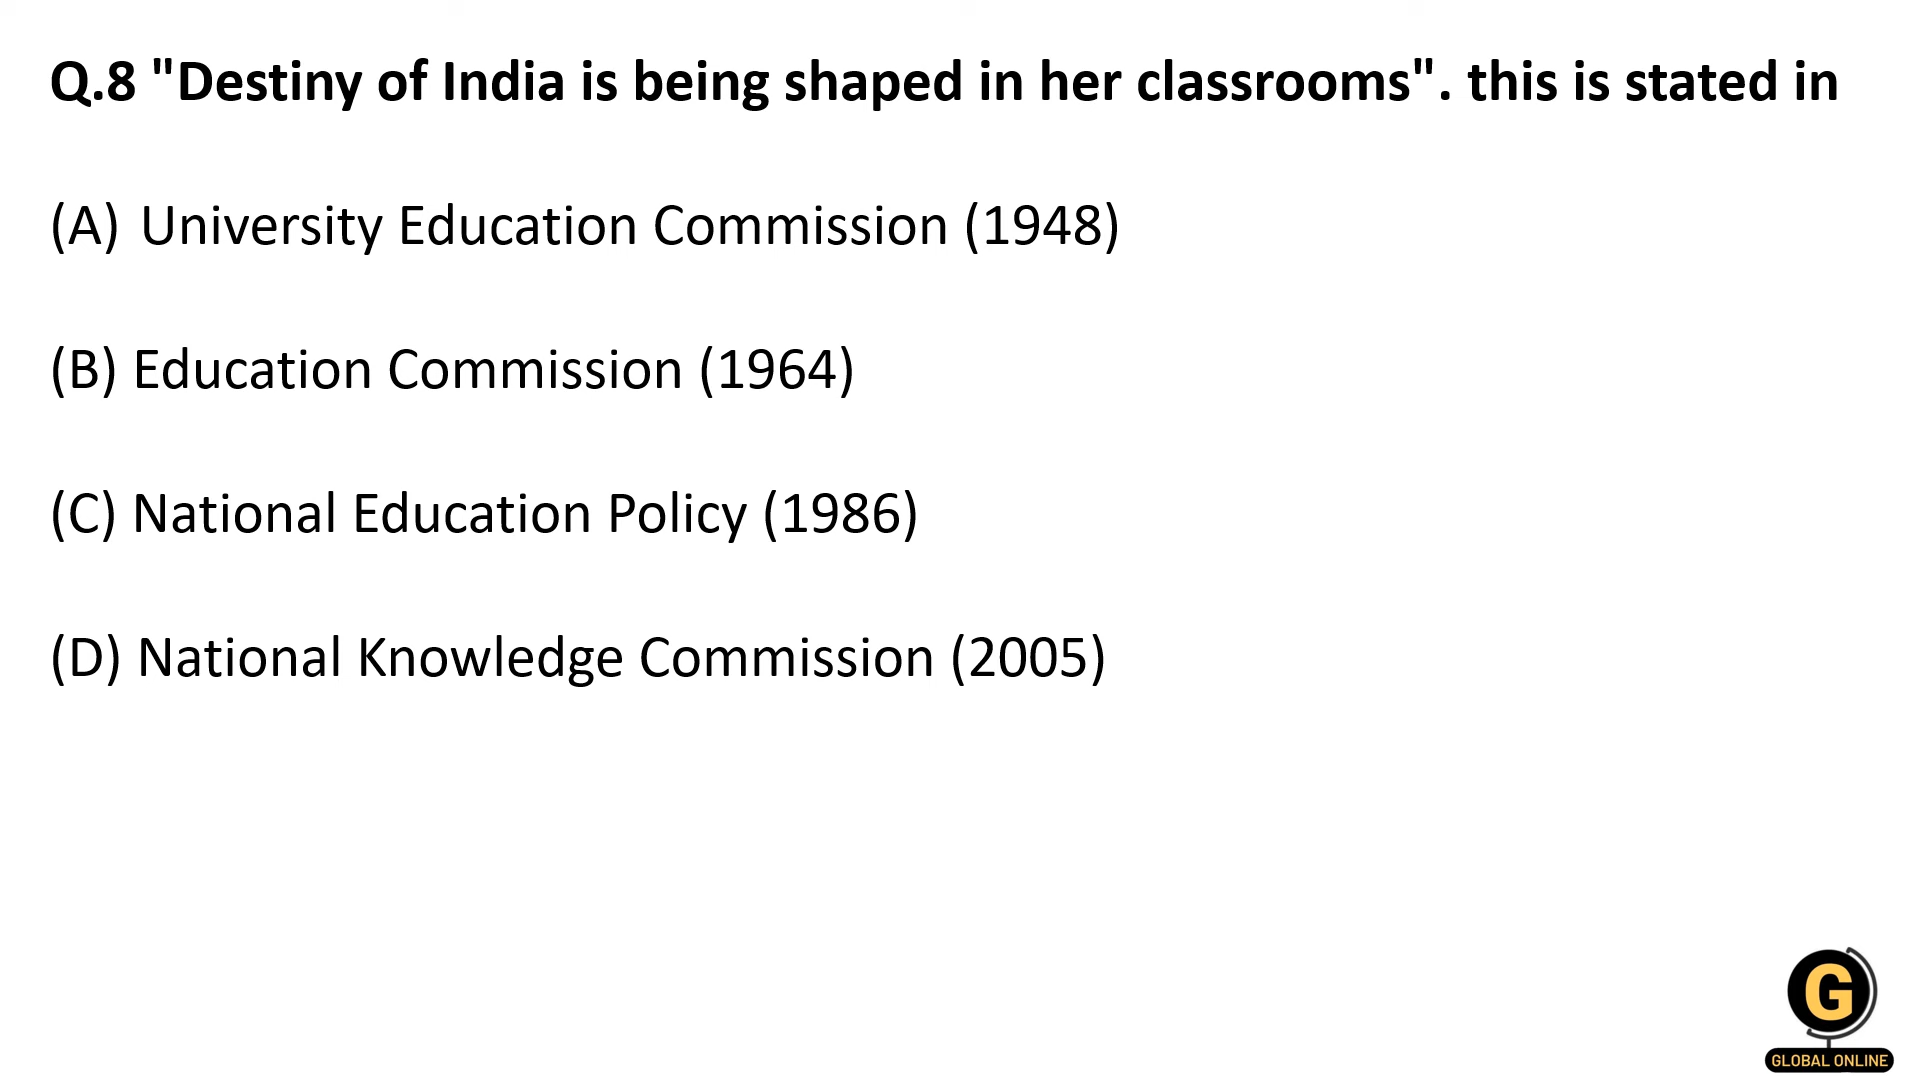 Q.8 "Destiny of India is being shaped in her classrooms". this is stated in
(A) University Education Commission (1948)
(B) Education Commission (1964)
(C) National Education Policy (1986)
(D) National Knowledge Commission (2005)
G
GLOBAL ONLINE